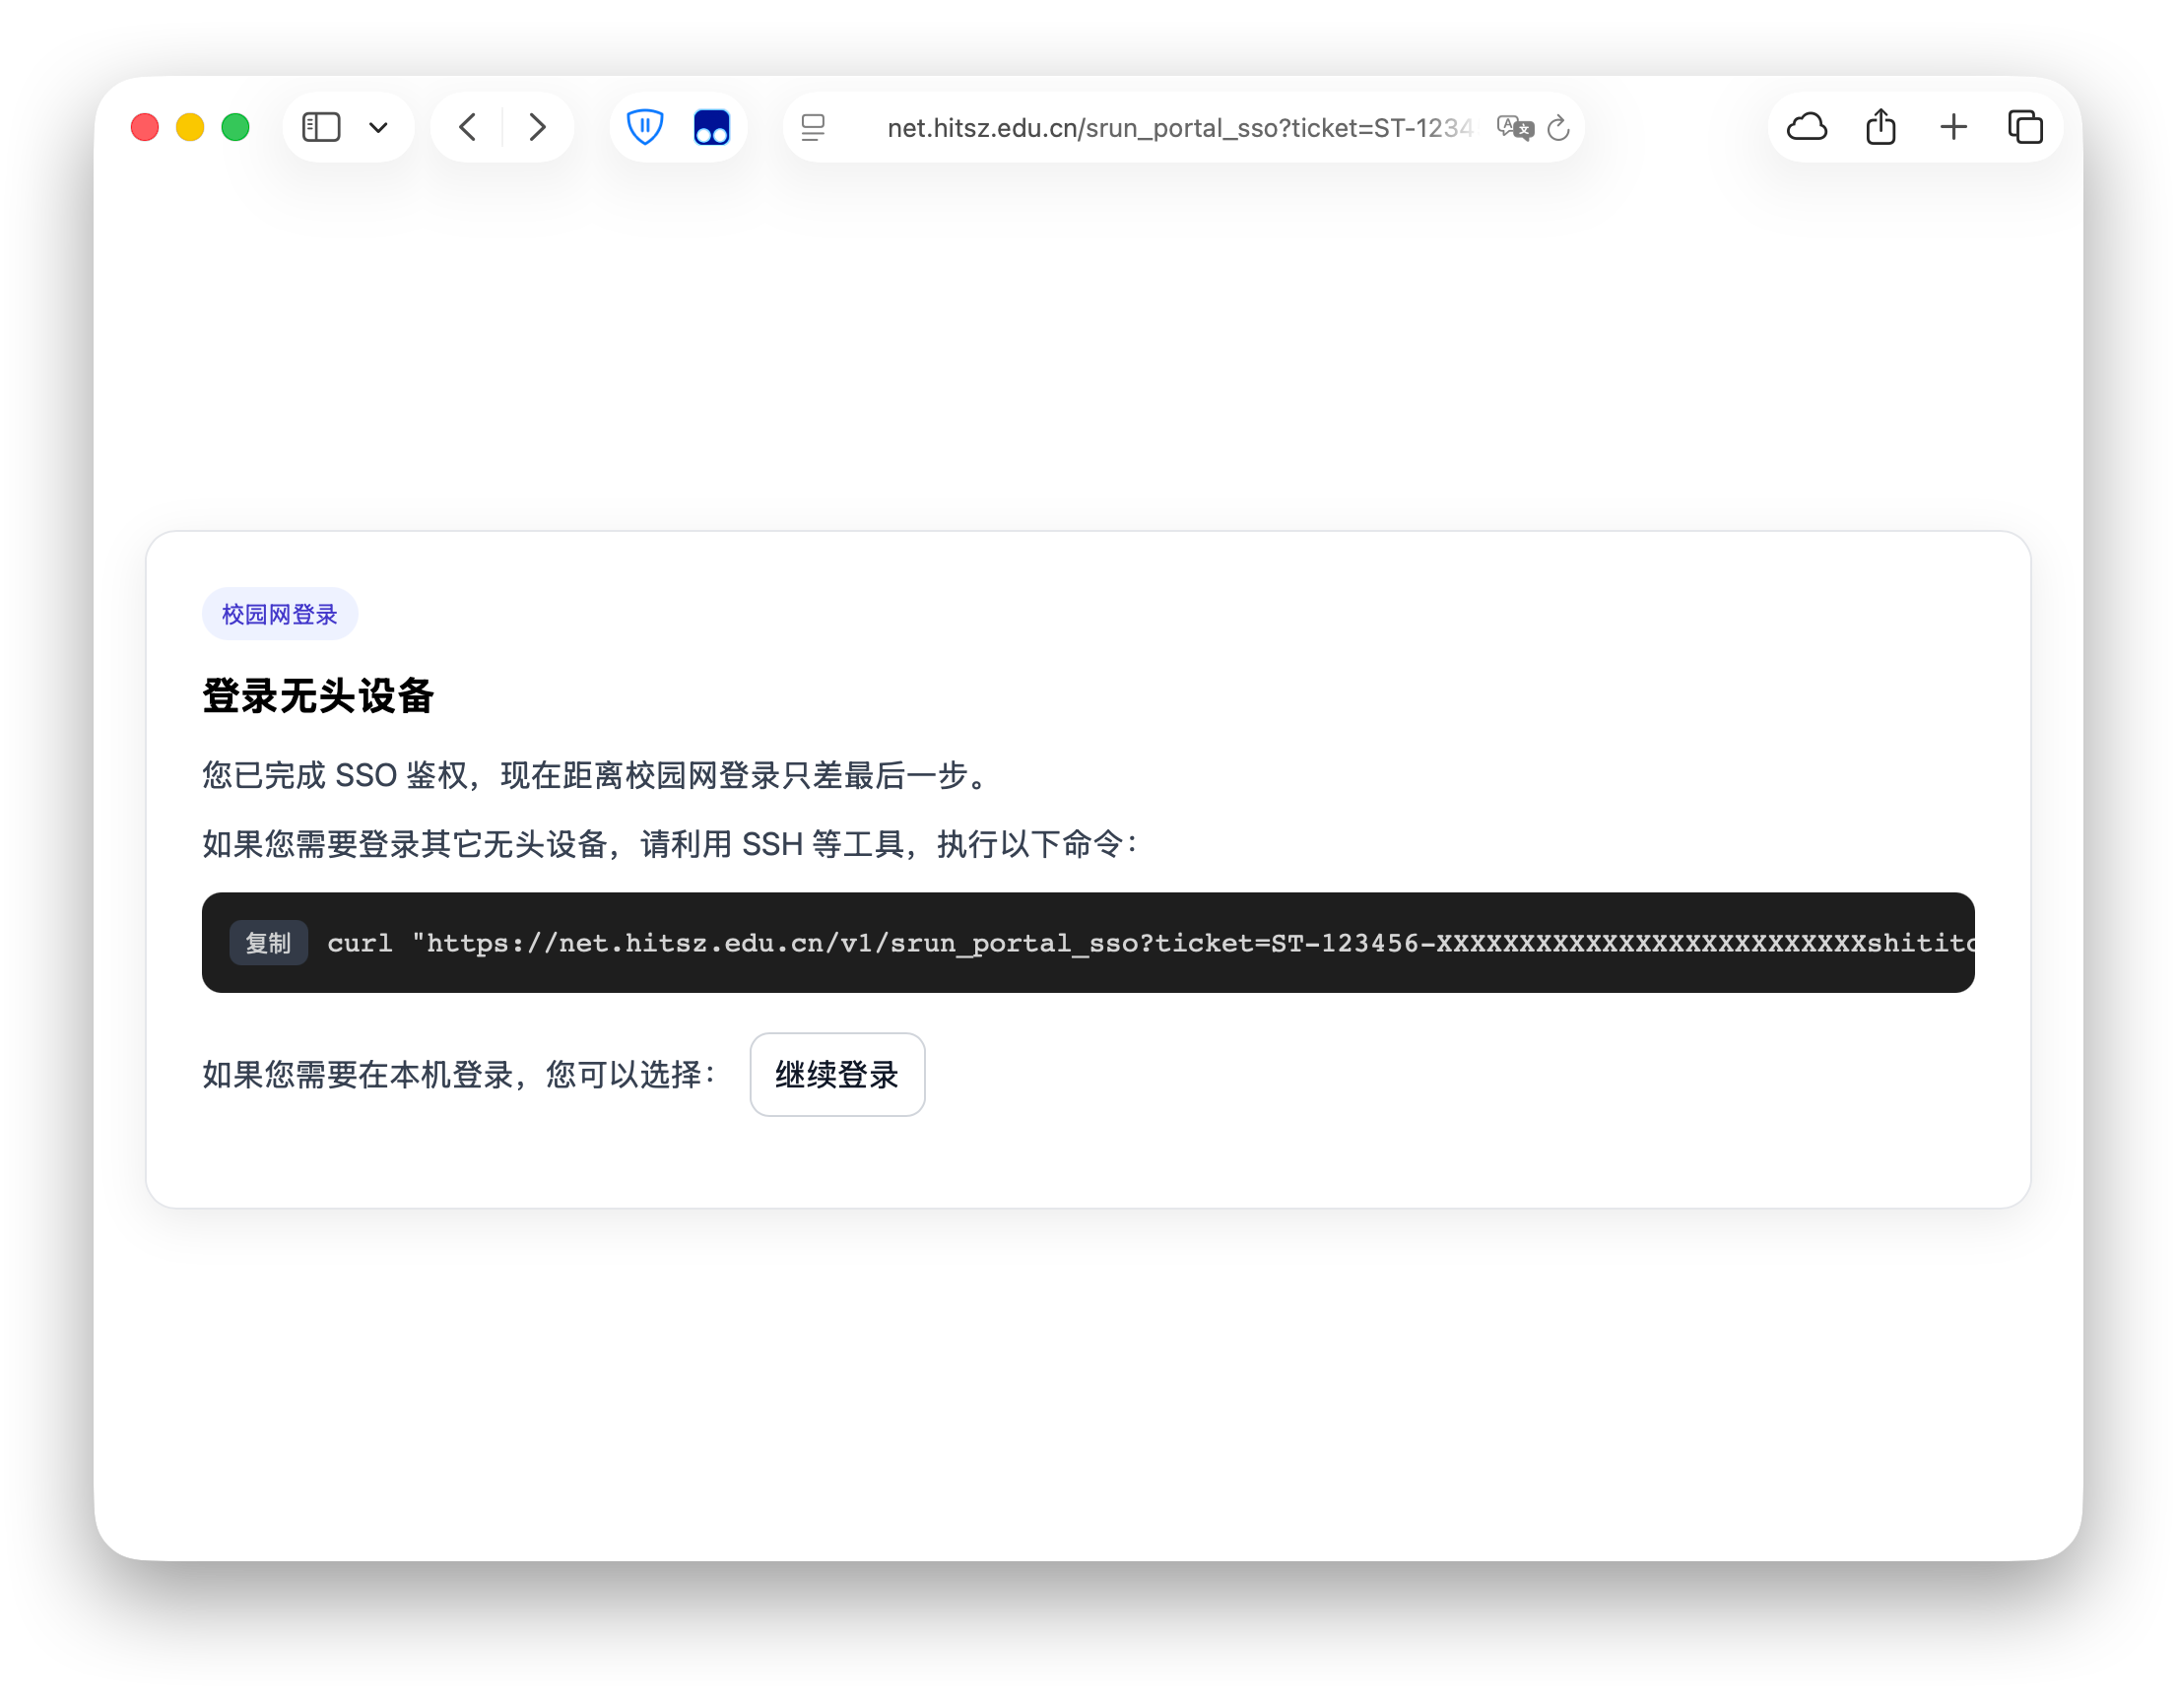 net.hitsz.edu.cn/srun_portal_sso?ticket=ST-1234
校园网登录
登录无头设备
您已完成 SSO 鉴权，现在距离校园网登录只差最后一步。
如果您需要登录其它无头设备，请利用 SSH 等工具，执行以下命令：
复制 curl "https://net.hitsz.edu.cn/v1/srun_portal_sso?ticket=ST-123456-XXXXXXXXXXXXXXXXXXXXXXXXXXshitit
如果您需要在本机登录，您可以选择： 继续登录